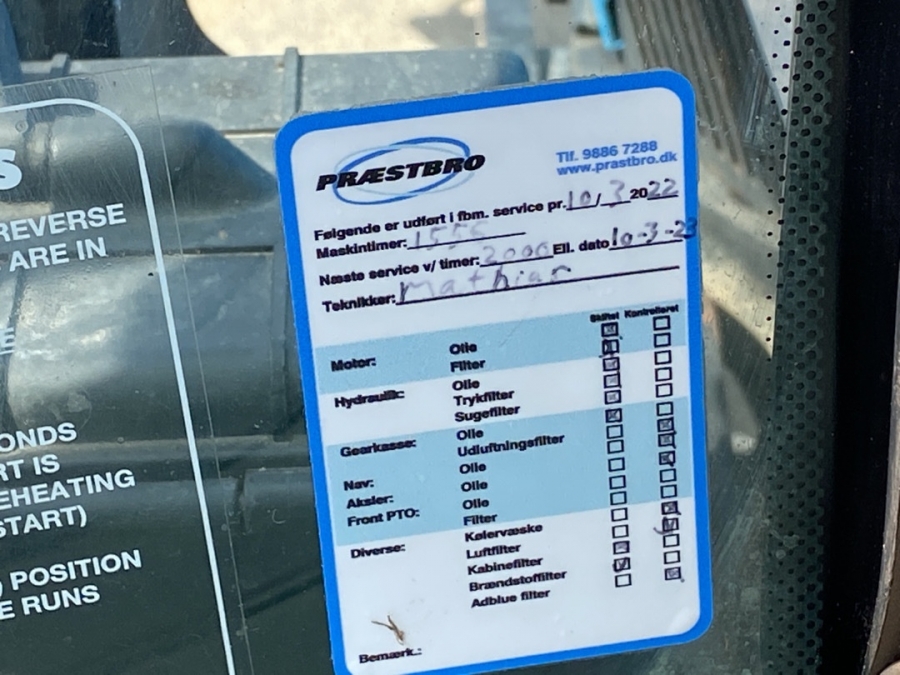 S
REVERSE
ARE IN
E
ONDS
RT IS
EHEATING
START)
) POSITION
E RUNS
PRÆSTBRO
Tlf. 9886 7288
www.prastbro.dk
Følgende er udført i fbm. service pr. 10/3 2022
Maskintimer: 1556
Næste service v/ timer: 2000 Ell. dato 10-3-23
Tekniker: Mathias
Skiftet Kontrolleret
Motor: Olie
Filter
Hydraulik: Olie
Trykfilter
Sugefilter
Gearkasse: Olie
Udluftningsfilter
Olie
Nav: Olie
Aksler: Olie
Front PTO: Filter
Diverse: Kølervæske
Luftfilter
Kabinefilter
Brændstoffilter
Adblue filter
Bemærk.: